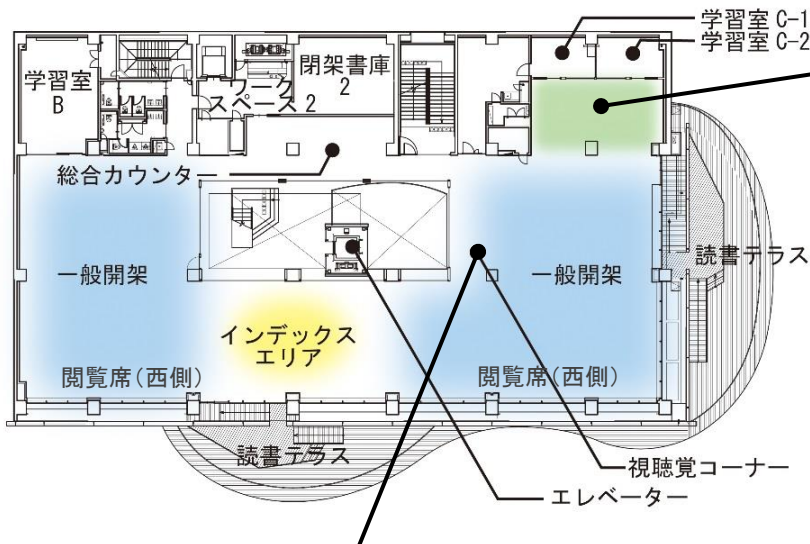 学習室 C-1
学習室 C-2
学習室
B
ワーク
スペース 2
閉架書庫
2
総合カウンター
一般開架
一般開架
読書テラス
インデックス
エリア
閲覧席(西側)
閲覧席(西側)
読書テラス
視聴覚コーナー
エレベーター